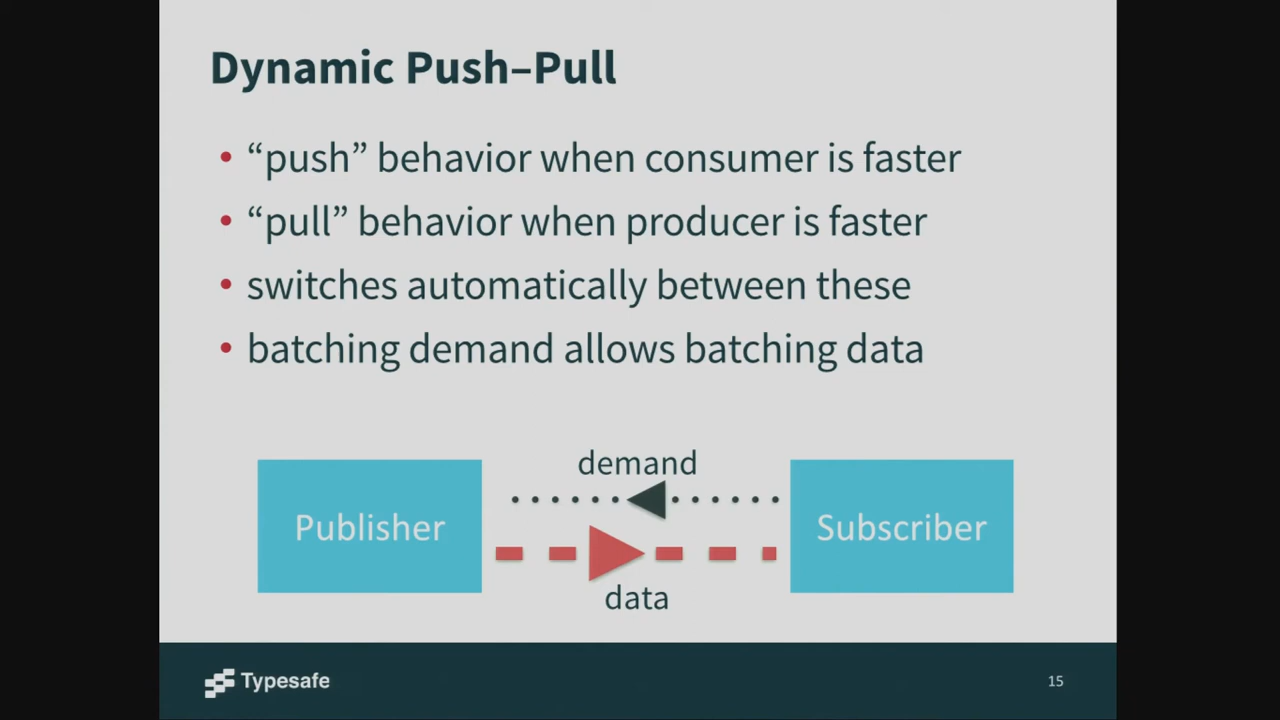 Dynamic Push–Pull
• “push” behavior when consumer is faster
• “pull” behavior when producer is faster
• switches automatically between these
• batching demand allows batching data
demand
Publisher
Subscriber
data
Typesafe
15